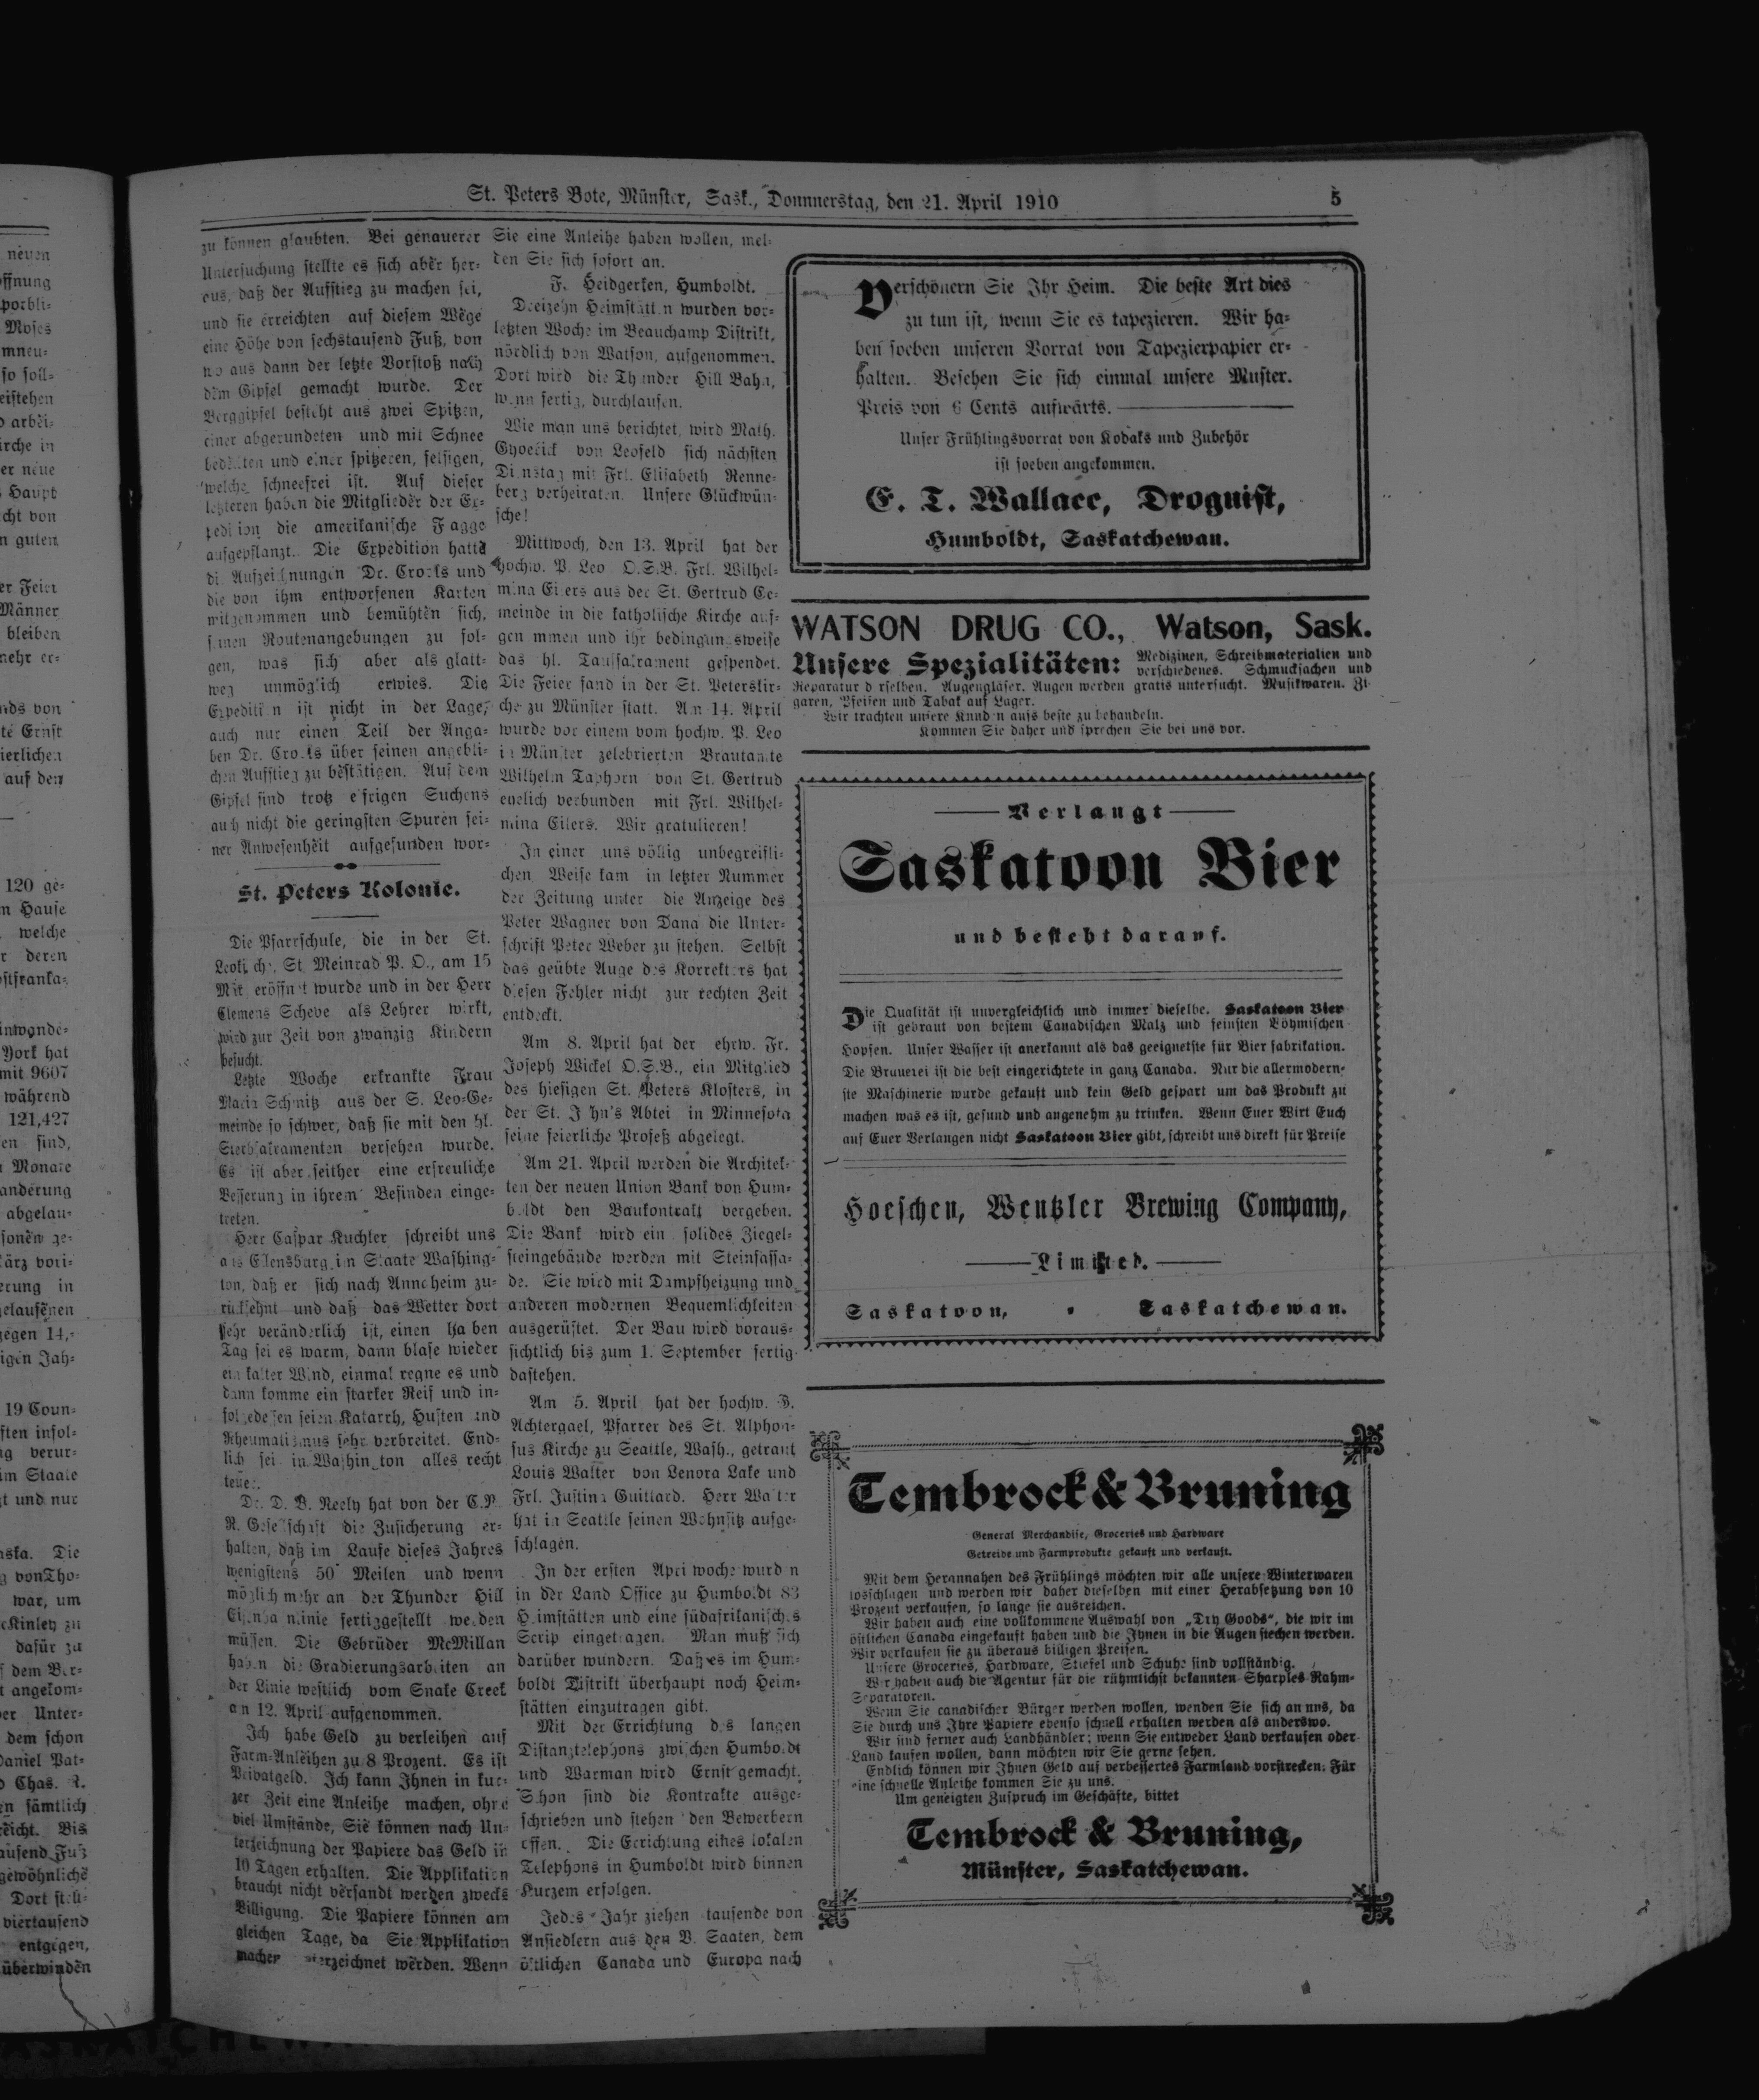 St. Peters Bote, Münster, Sask., Donnnerstag, den 21. April 1910
5
zu können glaubten. Bei genauerer
Untersuchung stellte es sich aber her-
aus, daß der Aufstieg zu machen sei,
und sie erreichten auf diesem Wege
eine Höhe von sechstausend Fuß, von
wo aus dann der letzte Vorstoß nach
dem Gipfel gemacht wurde. Der
Berggipfel besteht aus zwei Spitzen,
einer abgerundeten und mit Schnee
bedeckten und einer spitzeren, felsigen,
welche schneefrei ist. Auf dieser
letzteren haben die Mitglieder der Ex-
pedition die amerikanische Flagge
aufgepflanzt. Die Expedition hatte
die Aufzeichnungen Dr. Crooks und
die von ihm entworfenen Karten
mitgenommen und bemühten sich,
seinen Routenangebungen zu fol-
gen, was sich aber als glatt-
weg unmöglich erwies. Die
Expedition ist nicht in der Lage,
auch nur einen Teil der Anga-
ben Dr. Crooks über seinen angebli-
chen Aufstieg zu bestätigen. Auf dem
Gipfel sind trotz eifrigen Suchens
auch nicht die geringsten Spuren sei-
ner Anwesenheit aufgefunden wor-
St. Peters Kolonie.
Die Pfarrschule, die in der St.
Leokirche, St. Meinrad P. O., am 15
Mär eröffnet wurde und in der Herr
Clemens Schebe als Lehrer wirkt,
wird zur Zeit von zwanzig Kindern
besucht.
Letzte Woche erkrankte Frau
Maria Schmitz aus der S. Leo-Ge-
meinde so schwer, daß sie mit den hl.
Sterbsakramenten versehen wurde.
Es ist aber seither eine erfreuliche
Besserung in ihrem Befinden einge-
treten.
Herr Caspar Kuchler schreibt uns
aus Ellensburg im Staate Washing-
ton, daß er sich nach Annaheim zu-
rücksehnt und daß das Wetter dort
sehr veränderlich ist, einen halben
Tag sei es warm, dann blase wieder
ein kalter Wind, einmal regne es und
dann komme ein starker Reif und in-
folgedessen seien Katarrh, Husten und
Rheumatismus sehr verbreitet. End-
lich sei in Washington alles recht
teuer.
Dr. D. B. Neely hat von der C.P.
R. Gesellschaft die Zusicherung er-
halten, daß im Laufe dieses Jahres
wenigstens 50 Meilen und wenn
möglich mehr an der Thunder Hill
Eisenbahnlinie fertiggestellt werden
müssen. Die Gebrüder McMillan
haben die Gradierungsarbeiten an
der Linie westlich vom Snake Creek
an 12. April aufgenommen.
Ich habe Geld zu verleihen auf
Farm-Anleihen zu 8 Prozent. Es ist
Privatgeld. Ich kann Ihnen in kur-
zer Zeit eine Anleihe machen, ohne
viel Umstände, Sie können nach Un-
terzeichnung der Papiere das Geld in
10 Tagen erhalten. Die Applikation
braucht nicht versandt werden zwecks
Billigung. Die Papiere können am
gleichen Tage, da Sie Applikation
machen unterzeichnet werden. Wenn
Sie eine Anleihe haben wollen, mel-
den Sie sich sofort an.
F. Heidgerken, Humboldt.
Dreizehn Heimstätten wurden vor-
letzten Woche im Beauchamp Distrikt,
nördlich von Watson, aufgenommen.
Dort wird die Thunder Hill Bahn,
wenn fertig, durchlaufen.
Wie man uns berichtet, wird Math.
von Leofeld sich nächsten
Dienstag mit Frl. Elisabeth Renne-
berg verheiraten. Unsere Glückwün-
sche!
Mittwoch, den 13. April hat der
hochw. P. Leo O.S.B. Frl. Wilhel-
mina Eilers aus der St. Gertrud Ge-
meinde in die katholische Kirche auf-
genommen und ihr bedingungsweise
das hl. Taufsakrament gespendet.
Die Feier fand in der St. Peterskir-
che zu Münster statt. Am 14. April
wurde vor einem vom hochw. P. Leo
in Münster zelebrierten Brautamte
Wilhelm Taphorn von St. Gertrud
ehelich verbunden mit Frl. Wilhel-
mina Eilers. Wir gratulieren!
In einer uns völlig unbegreifli-
chen Weise kam in letzter Nummer
der Zeitung unter die Anzeige des
Peter Wagner von Dana die Unter-
schrift Peter Weber zu stehen. Selbst
das geübte Auge des Korrektors hat
diesen Fehler nicht zur rechten Zeit
entdeckt.
Am 8. April hat der ehrw. Fr.
Joseph Wickel O.S.B., ein Mitglied
des hiesigen St. Peters Klosters, in
der St. John's Abtei in Minnesota
seine feierliche Profeß abgelegt.
Am 21. April werden die Architek-
ten der neuen Union Bank von Hum-
boldt den Baukontrakt vergeben.
Die Bank wird ein solides Ziegel-
steingebäude werden mit Steinfassa-
de. Sie wird mit Dampfheizung und
anderen modernen Bequemlichkeiten
ausgerüstet. Der Bau wird voraus-
sichtlich bis zum 1. September fertig
dastehen.
Am 5. April hat der hochw.
Achtergael, Pfarrer des St. Alphon-
sus Kirche zu Seattle, Wash., getraut
Louis Walter von Lenora Lake und
Frl. Justina Guillard. Herr Walter
hat in Seattle seinen Wohnsitz aufge-
schlagen.
In der ersten Aprilwoche wurden
in der Land Office zu Humboldt 83
Heimstätten und eine südafrikanisches
Scrip eingetragen. Man muß sich
darüber wundern. Daß es im Hum-
boldt Distrikt überhaupt noch Heim-
stätten einzutragen gibt.
Mit der Errichtung des langen
Distanztelephons zwischen Humboldt
und Warman wird Ernst gemacht.
Schon sind die Kontrakte ausge-
schrieben und stehen den Bewerbern
offen. Die Errichtung eines lokalen
Telephons in Humboldt wird binnen
Kurzem erfolgen.
Jedes Jahr ziehen tausende von
Ansiedlern aus den V. Saaten, dem
östlichen Canada und Europa nach
Verschönern Sie Ihr Heim. Die beste Art dies
zu tun ist, wenn Sie es tapezieren. Wir ha-
ben soeben unseren Vorrat von Tapezierpapier er-
halten. Besehen Sie sich einmal unsere Muster.
Preis von 6 Cents aufwärts.
Unser Frühlingsvorrat von Kodaks und Zubehör
ist soeben angekommen.
E. T. Wallace, Droguist,
Humboldt, Saskatchewan.
WATSON DRUG CO., Watson, Sask.
Unsere Spezialitäten: Medizinen, Schreibmaterialien und
verschiedenes. Schmucksachen und
Reparatur derselben. Augengläser. Augen werden gratis untersucht. Musikwaren. Zi-
garen, Pfeifen und Tabak auf Lager.
Wir trachten unsere Kunden aufs beste zu behandeln.
Kommen Sie daher und sprechen Sie bei uns vor.
Verlangt
Saskatoon Bier
und besteht darauf.
Die Qualität ist unvergleichlich und immer dieselbe. Saskatoon Bier
ist gebraut von bestem Canadischen Malz und feinsten Böhmischen
Hopfen. Unser Wasser ist anerkannt als das geeignetste für Bier fabrikation.
Die Brauerei ist die best eingerichtete in ganz Canada. Nur die allermodern-
ste Maschinerie wurde gekauft und kein Geld gespart um das Produkt zu
machen was es ist, gesund und angenehm zu trinken. Wenn Euer Wirt Euch
auf Euer Verlangen nicht Saskatoon Bier gibt, schreibt uns direkt für Preise
Hoeschen, Wentzler Brewing Company,
Limited.
Saskatoon, - Saskatchewan.
Tembrock & Bruning
General Merchandise, Groceries und Hardware
Getreide und Farmprodukte gekauft und verkauft.
Mit dem Herannahen des Frühlings möchten wir alle unsere Winterwaren
losschlagen und werden wir daher dieselben mit einer Herabsetzung von 10
Prozent verkaufen, so lange sie ausreichen.
Wir haben auch eine vollkommene Auswahl von „Dry Goods“, die wir im
östlichen Canada eingekauft haben und die Ihnen in die Augen stechen werden.
Wir verkaufen sie zu überaus billigen Preisen.
Unsere Groceries, Hardware, Stiefel und Schuhe sind vollständig.
Wir haben auch die Agentur für die rühmlichst bekannten Sharples Rahm-
Separatoren.
Wenn Sie canadischer Bürger werden wollen, wenden Sie sich an uns, da
Sie durch uns Ihre Papiere ebenso schnell erhalten werden als anderswo.
Wir sind ferner auch Landhändler; wenn Sie entweder Land verkaufen oder
Land kaufen wollen, dann möchten wir Sie gerne sehen.
Endlich können wir Ihnen Geld auf verbessertes Farmland vorstrecken. Für
eine schnelle Anleihe kommen Sie zu uns.
Um geneigten Zuspruch im Geschäfte, bittet
Tembrock & Bruning,
Münster, Saskatchewan.